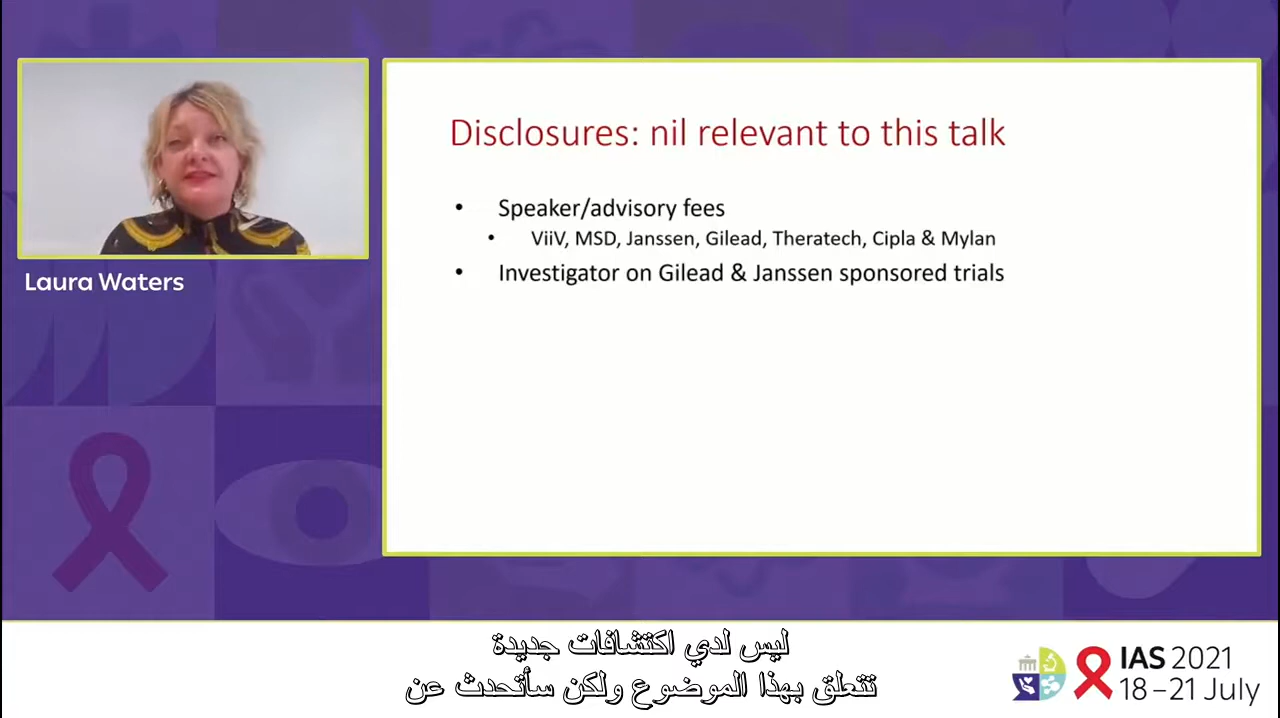 Disclosures: nil relevant to this talk
• Speaker/advisory fees
• ViiV, MSD, Janssen, Gilead, Theratech, Cipla & Mylan
• Investigator on Gilead & Janssen sponsored trials
Laura Waters
ليس لدي اكتشافات جديدة
تتعلق بهذا الموضوع ولكن سأتحدث عن
IAS 2021
18–21 July